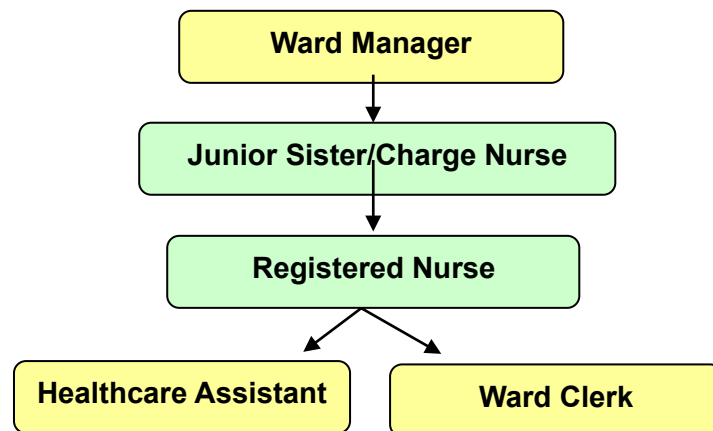 Ward Manager
Junior Sister/Charge Nurse
Registered Nurse
Healthcare Assistant
Ward Clerk